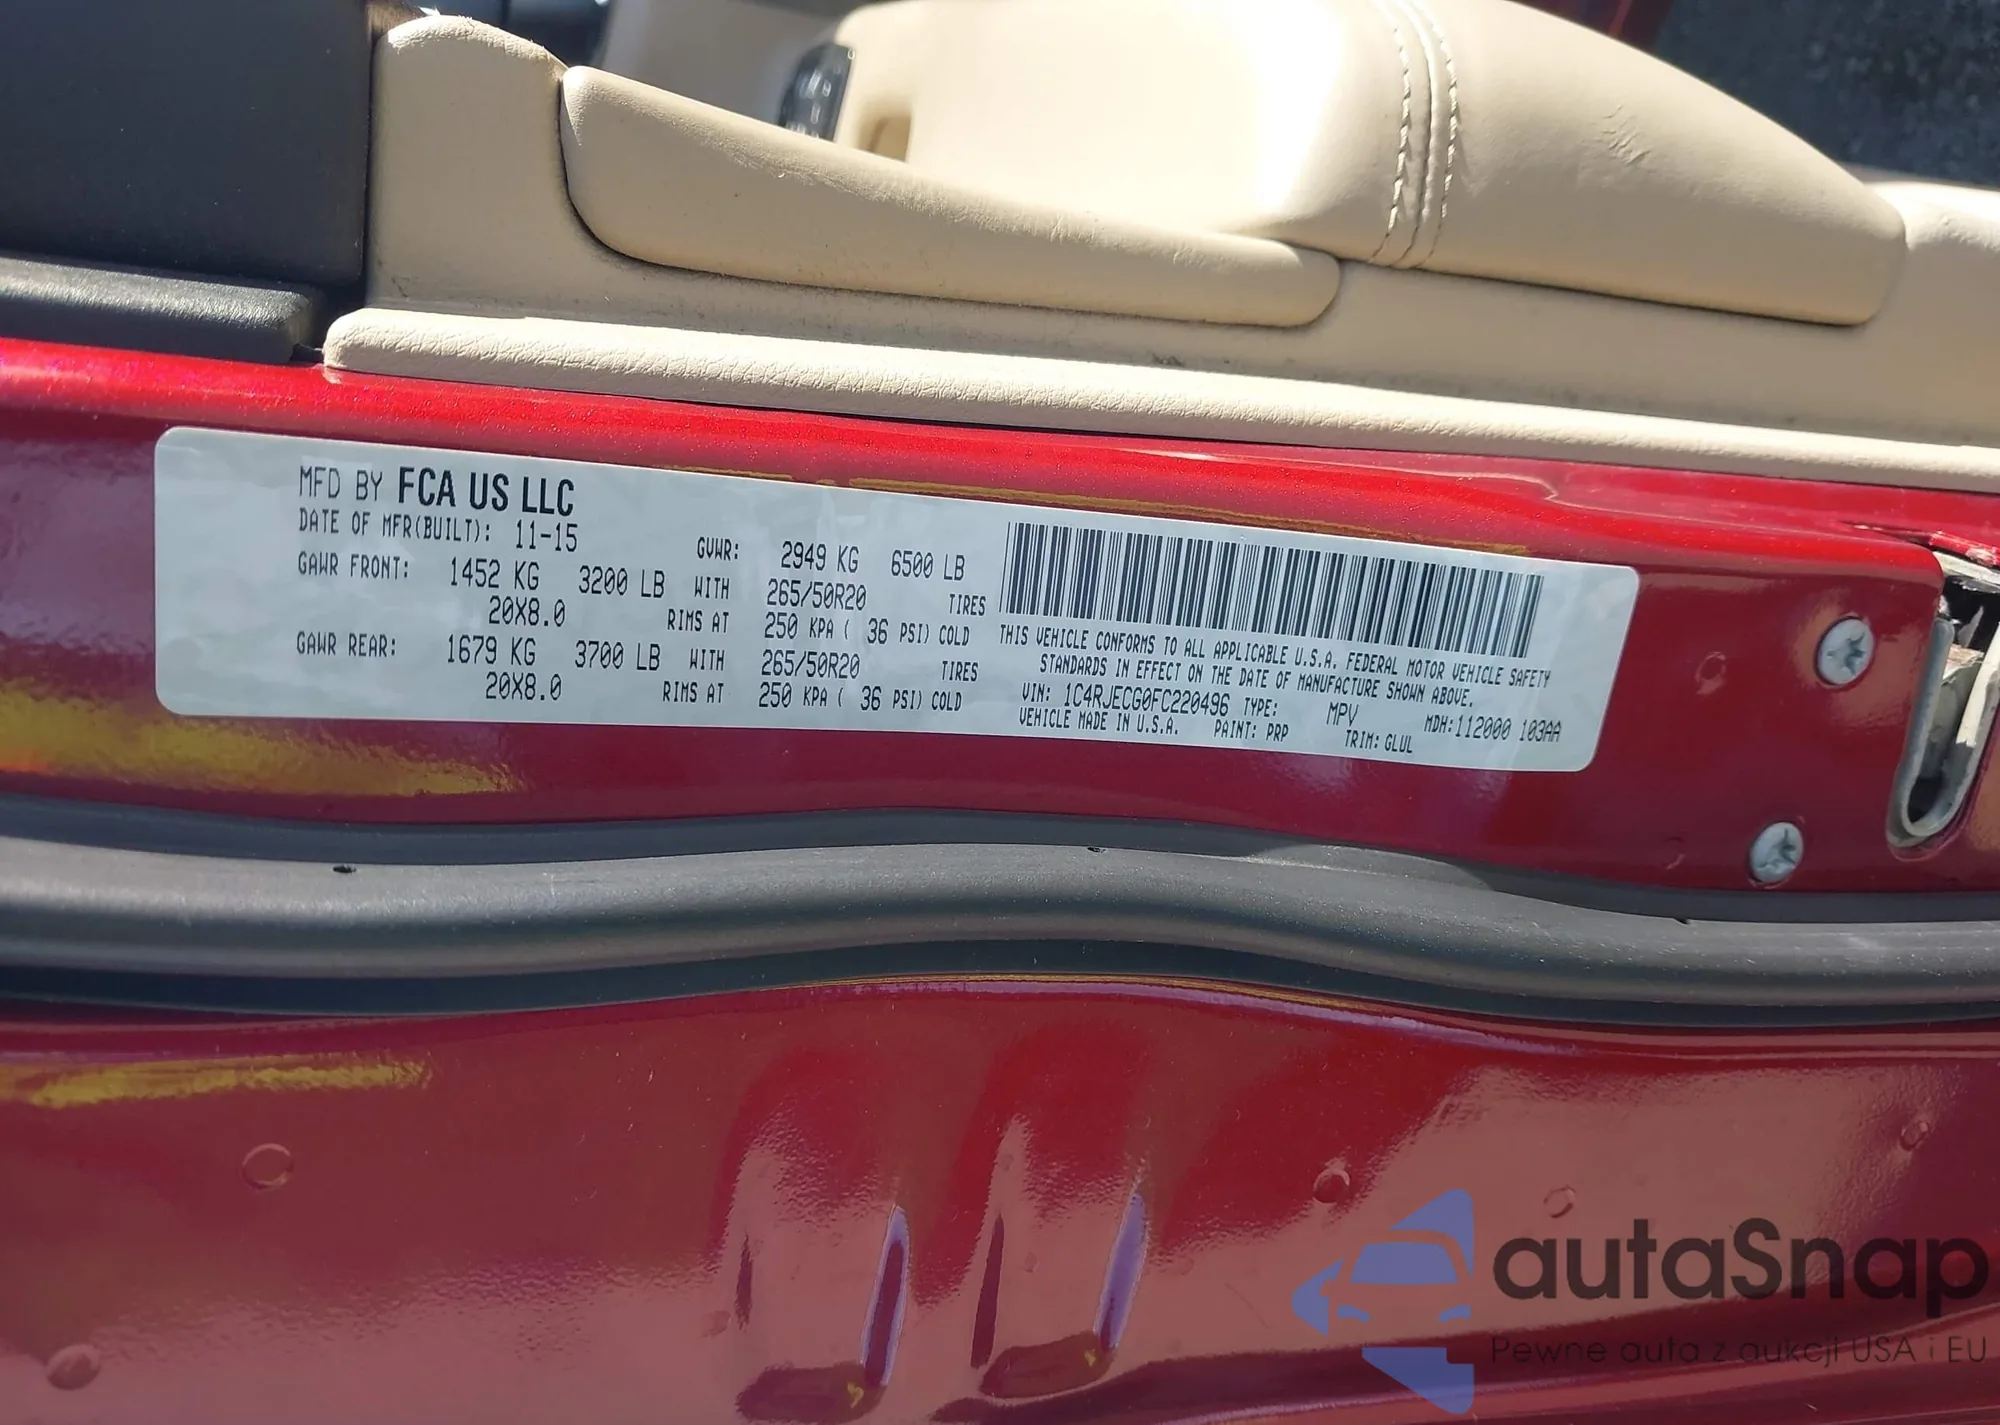 MFD BY FCA US LLC
DATE OF MFR(BUILT): 11-15 GVWR: 2949 KG 6500 LB
GAWR FRONT: 1452 KG 3200 LB WITH 265/50R20 TIRES
20X8.0 RIMS AT 250 KPA ( 36 PSI) COLD
GAWR REAR: 1679 KG 3700 LB WITH 265/50R20 TIRES
20X8.0 RIMS AT 250 KPA ( 36 PSI) COLD
THIS VEHICLE CONFORMS TO ALL APPLICABLE U.S.A. FEDERAL MOTOR VEHICLE SAFETY
STANDARDS IN EFFECT ON THE DATE OF MANUFACTURE SHOWN ABOVE.
VIN: 1C4RJECG0FC220496 TYPE: MPV MDH:112000 103AA
VEHICLE MADE IN U.S.A. PAINT: PRP TRIM: GLUL
autaSnap
Pewne auta z aukcji USA i EU